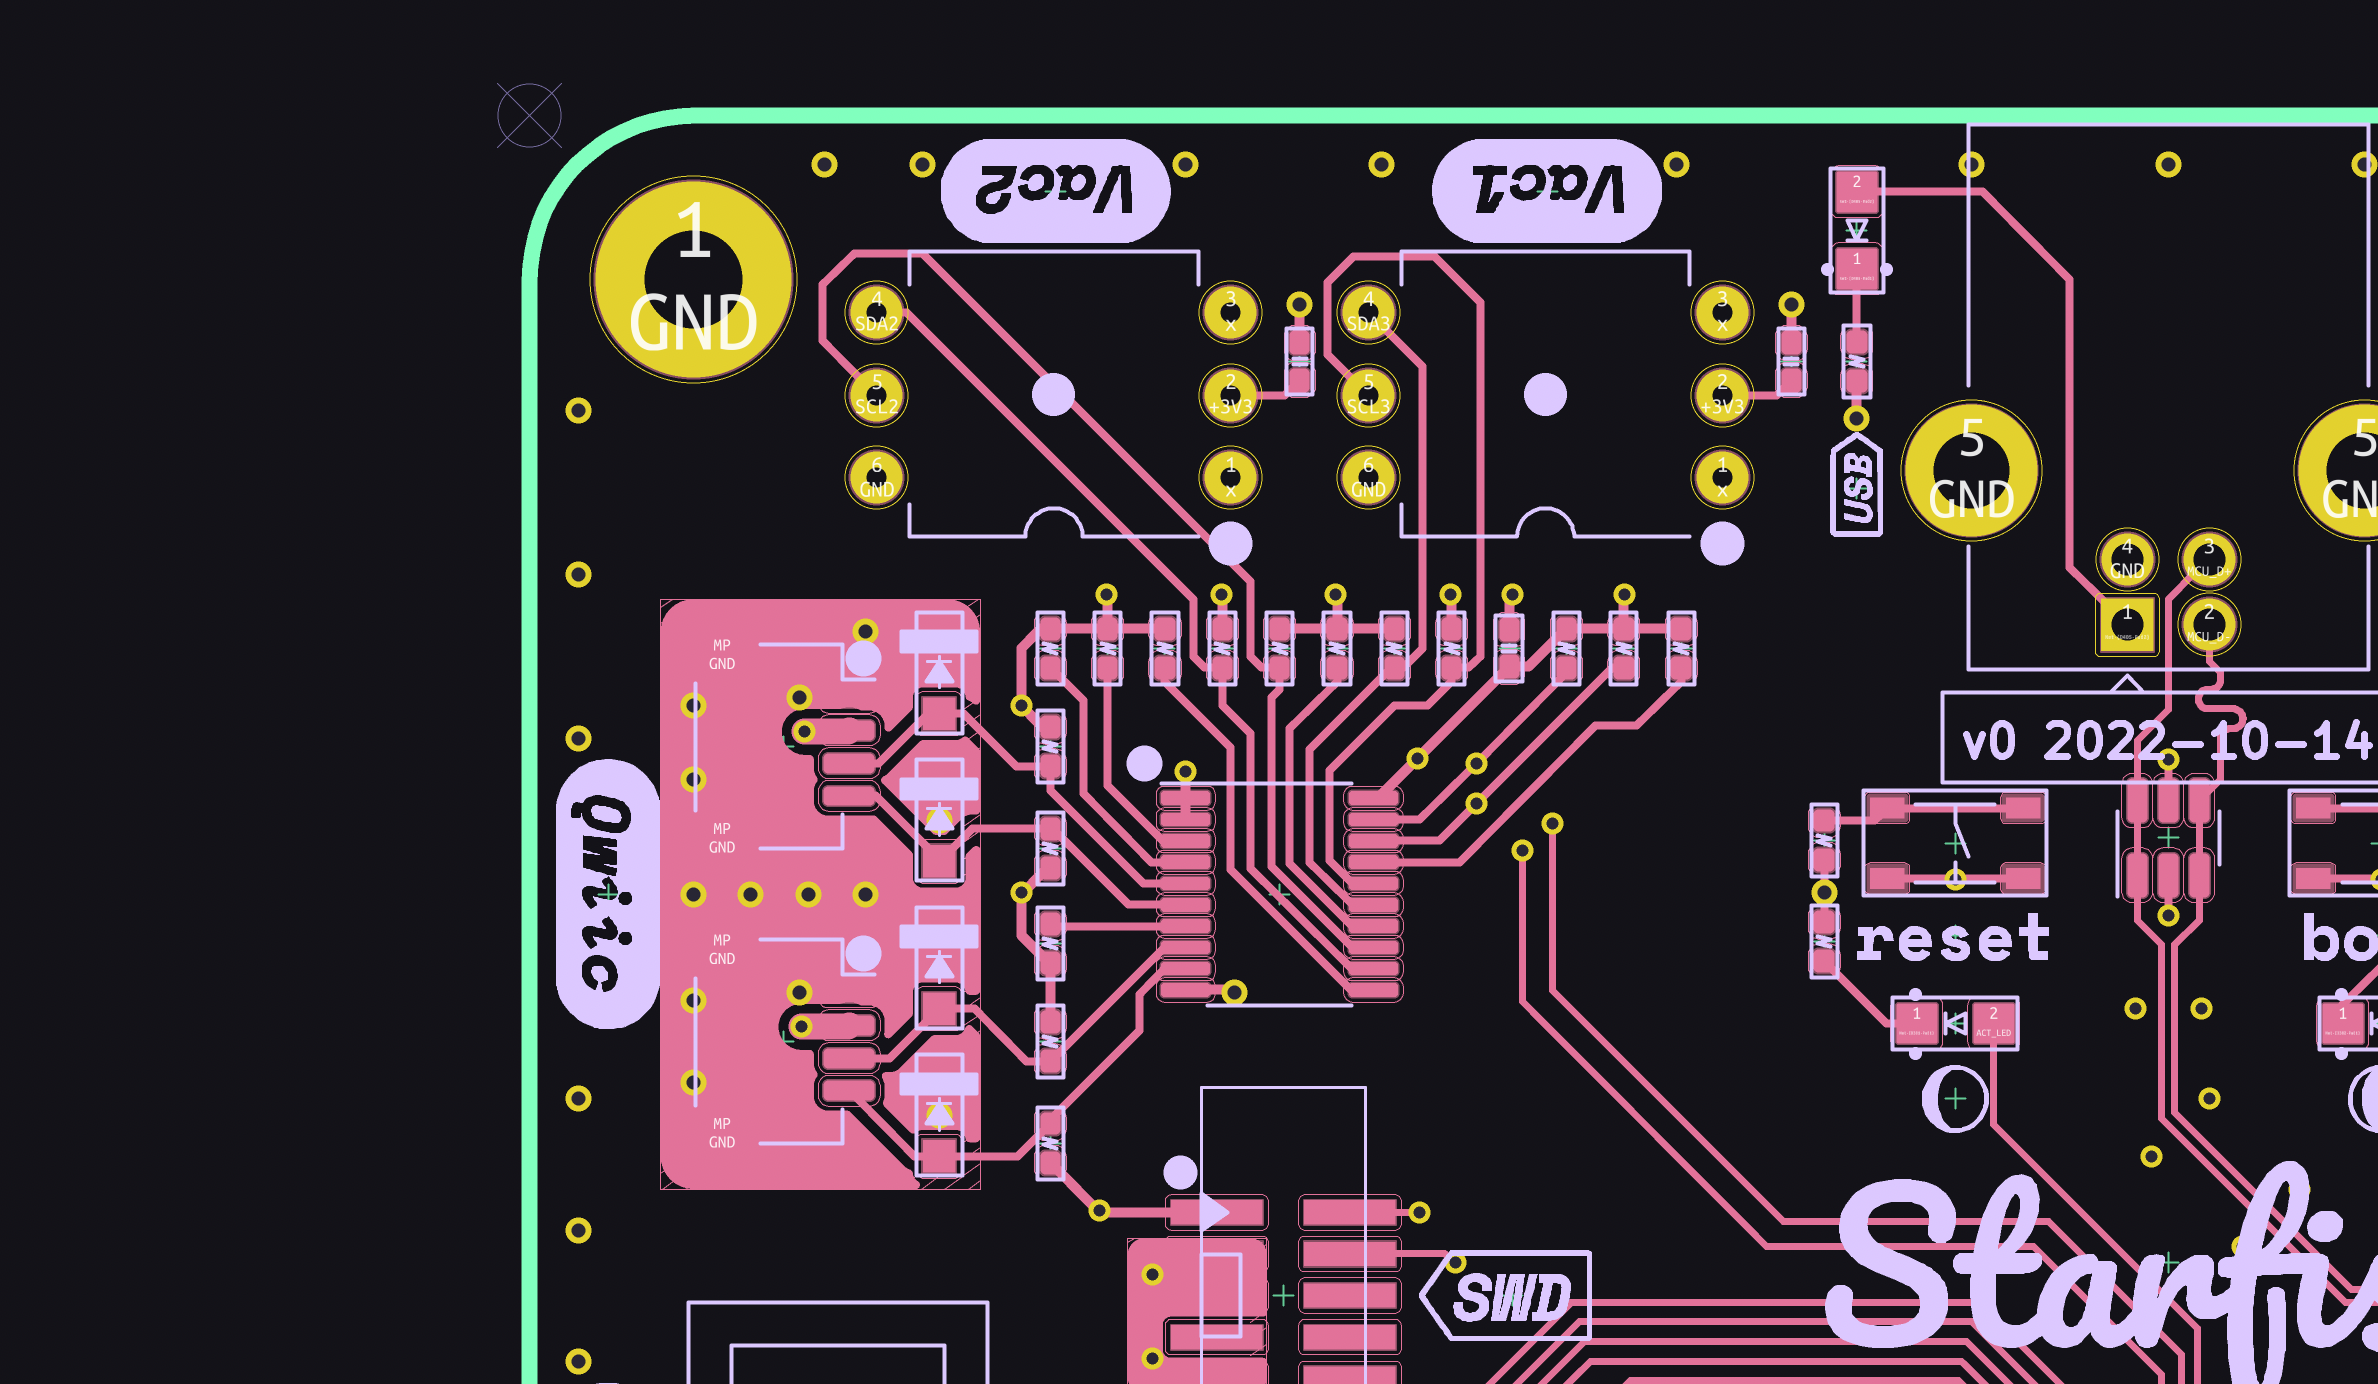 Vac2
Vac1
1
GND
4
SDA2
5
SCL2
6
GND
3
x
2
+3V3
1
x
4
SDA3
5
SCL3
6
GND
3
x
2
+3V3
1
x
2
1
USB
5
GND
5
4
GND
3
MCU_D+
1
2
MCU_D-
v0 2022-10-14
MP
GND
MP
GND
MP
GND
MP
GND
Qwiic
reset
bo
1
2
ACT_LED
1
SWD
Starfi